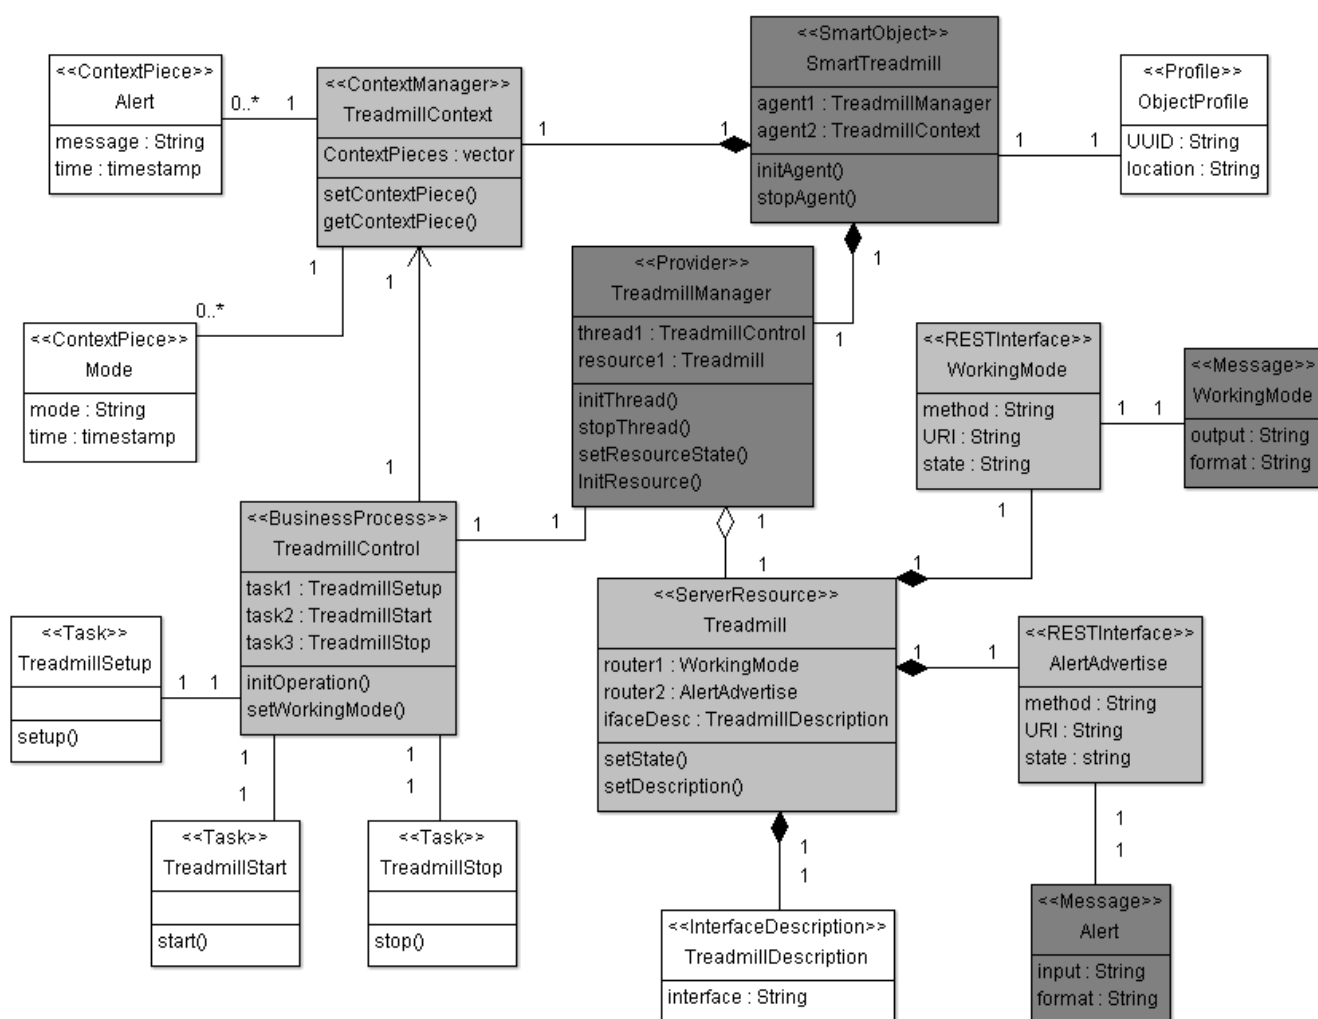 <<ContextPiece>>
Alert
message : String
time : timestamp
0..*
1
<<ContextManager>>
TreadmillContext
ContextPieces : vector
setContextPiece()
getContextPiece()
1
1
<<SmartObject>>
SmartTreadmill
agent1 : TreadmillManager
agent2 : TreadmillContext
initAgent()
stopAgent()
1
1
<<Profile>>
ObjectProfile
UUID : String
location : String
1
0..*
<<ContextPiece>>
Mode
mode : String
time : timestamp
1
1
1
1
<<Provider>>
TreadmillManager
thread1 : TreadmillControl
resource1 : Treadmill
initThread()
stopThread()
setResourceState()
InitResource()
<<RESTInterface>>
WorkingMode
method : String
URI : String
state : String
1
1
<<Message>>
WorkingMode
output : String
format : String
<<BusinessProcess>>
TreadmillControl
task1 : TreadmillSetup
task2 : TreadmillStart
task3 : TreadmillStop
initOperation()
setWorkingMode()
1
1
1
1
1
1
<<ServerResource>>
Treadmill
router1 : WorkingMode
router2 : AlertAdvertise
ifaceDesc : TreadmillDescription
setState()
setDescription()
1
1
<<RESTInterface>>
AlertAdvertise
method : String
URI : String
state : string
<<Task>>
TreadmillSetup
setup()
1
1
1
1
1
1
<<Task>>
TreadmillStart
start()
<<Task>>
TreadmillStop
stop()
1
1
<<InterfaceDescription>>
TreadmillDescription
interface : String
1
1
<<Message>>
Alert
input : String
format : String